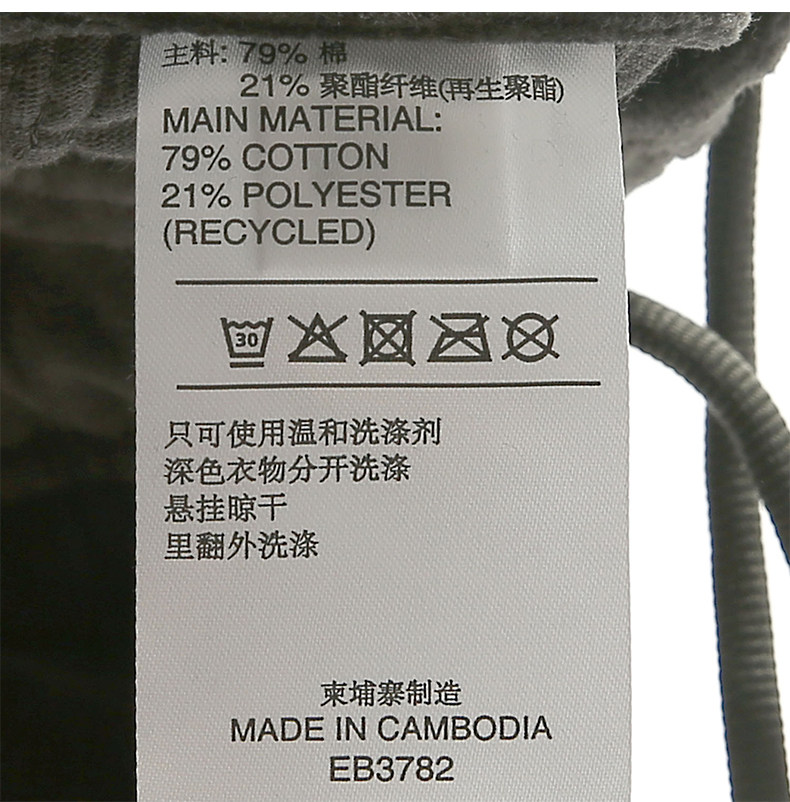 主料: 79% 棉
21% 聚酯纤维(再生聚酯)
MAIN MATERIAL:
79% COTTON
21% POLYESTER
(RECYCLED)
30
只可使用温和洗涤剂
深色衣物分开洗涤
悬挂晾干
里翻外洗涤
柬埔寨制造
MADE IN CAMBODIA
EB3782